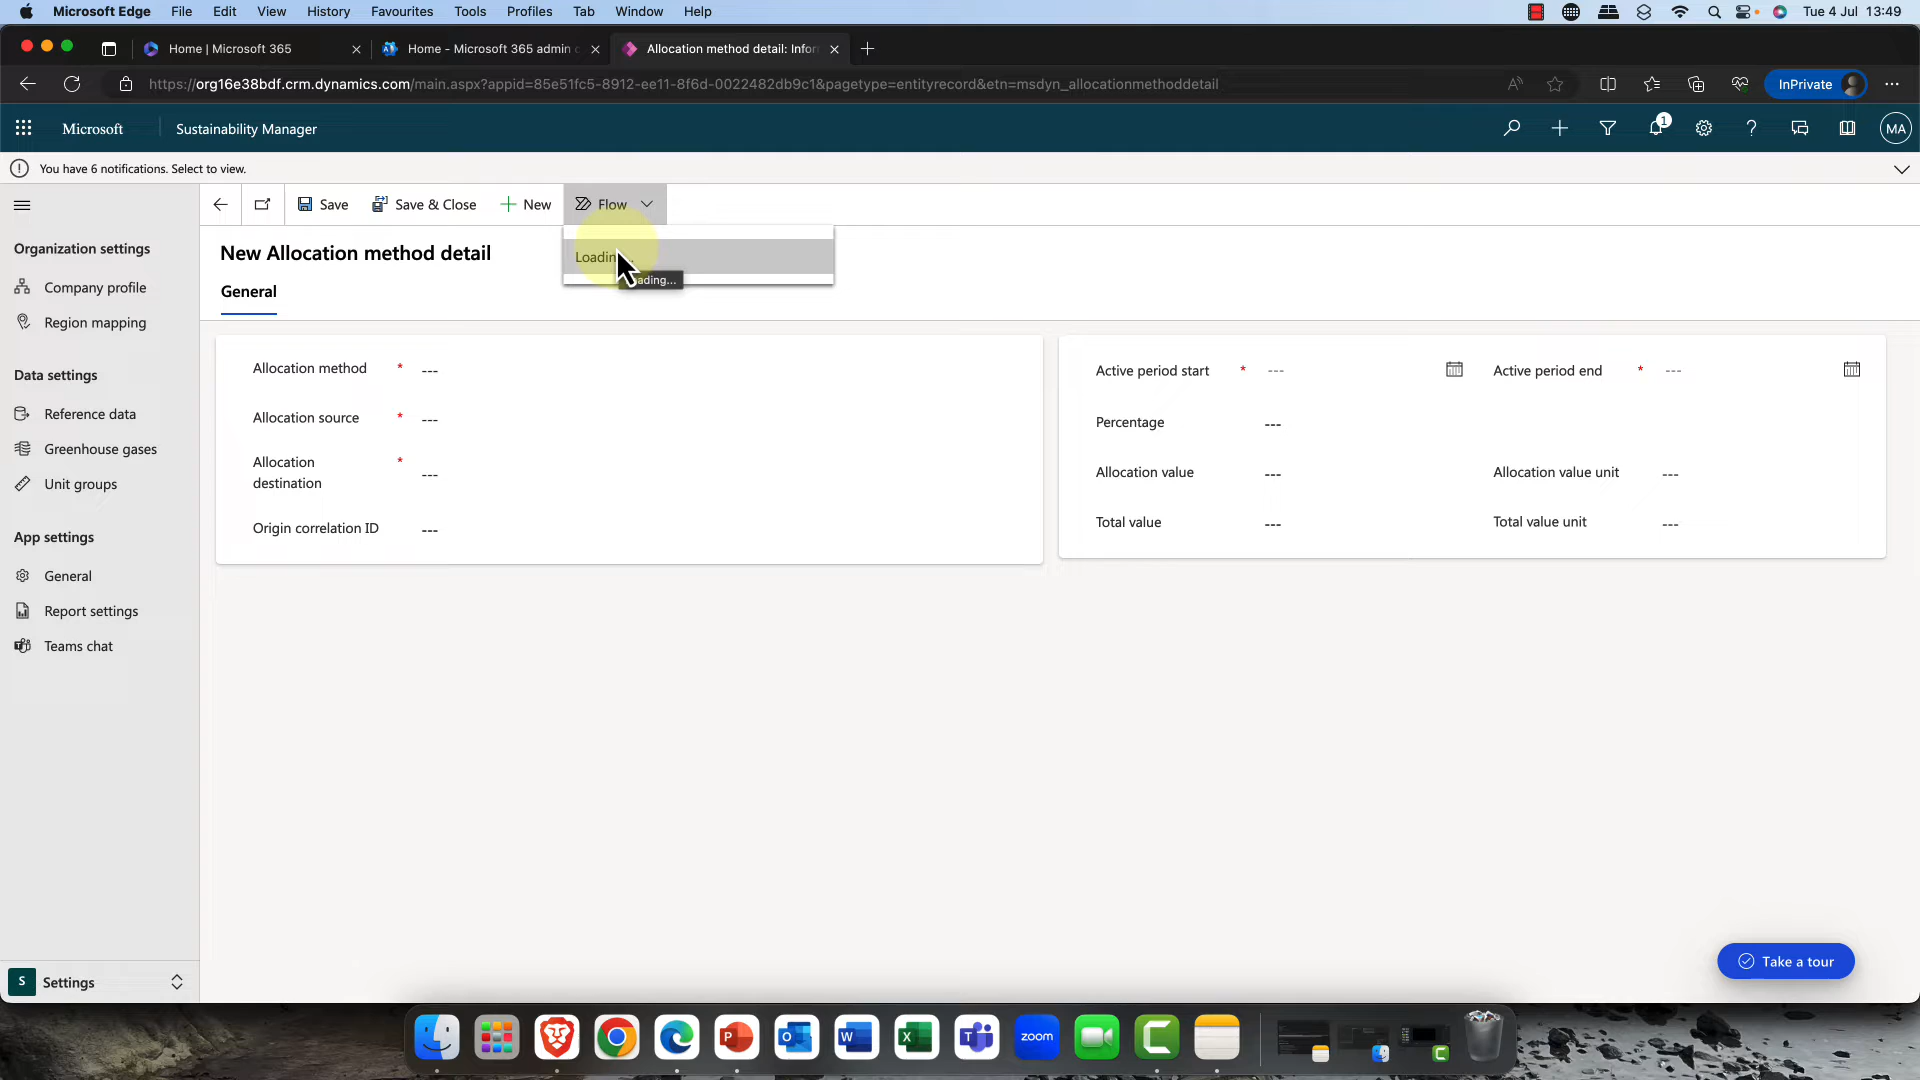 Microsoft Edge File Edit View History Favourites Tools Profiles Tab Window Help Tue 4 Jul 13:49
Home | Microsoft 365
Home - Microsoft 365 admin
Allocation method detail: Infor
https://org16e38bdf.crm.dynamics.com/main.aspx?appid=85e51fc5-8912-ee11-8f6d-0022482db9c1&pagetype=entityrecord&etn=msdyn_allocationmethoddetail
InPrivate
Microsoft Sustainability Manager
1
MA
You have 6 notifications. Select to view.
Save Save & Close New Flow
Organization settings
Company profile
Region mapping
Data settings
Reference data
Greenhouse gases
Unit groups
App settings
General
Report settings
Teams chat
S Settings
New Allocation method detail
General
Allocation method * ---
Allocation source * ---
Allocation destination * ---
Origin correlation ID ---
Active period start * --- Active period end * ---
Percentage ---
Allocation value --- Allocation value unit ---
Total value --- Total value unit ---
Take a tour
zoom